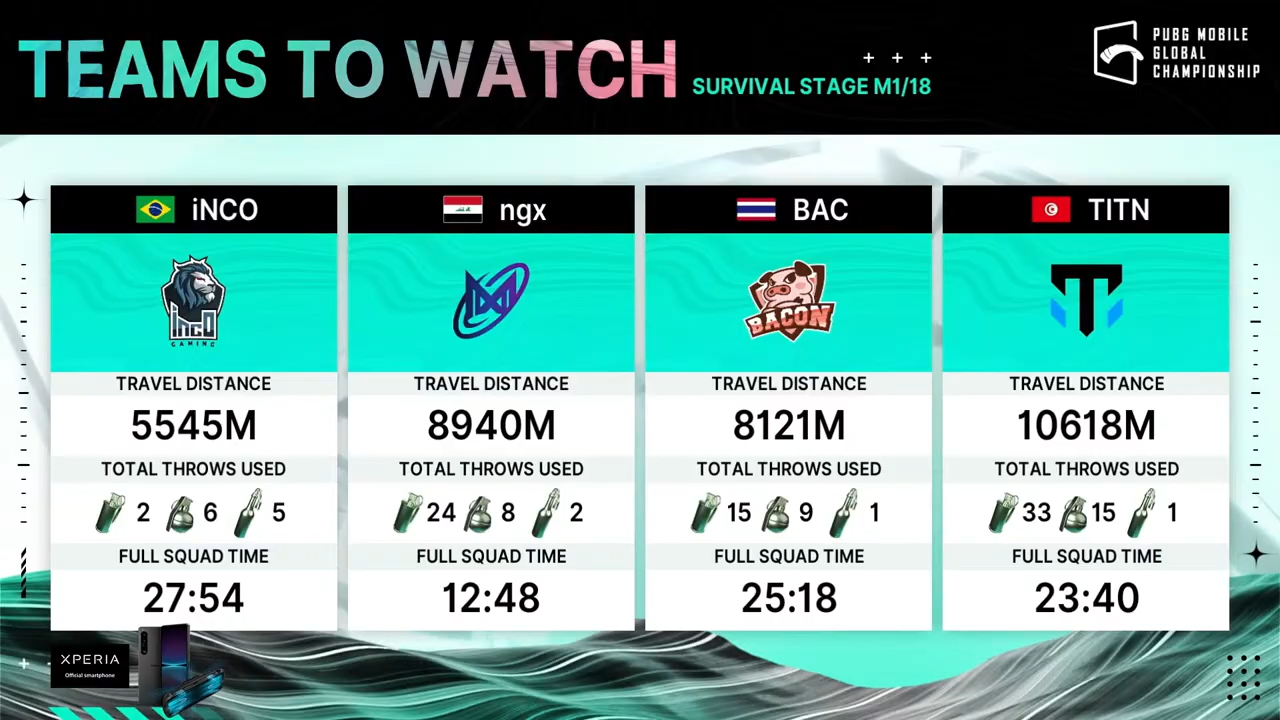 TEAMS TO WATCH
SURVIVAL STAGE M1/18
PUBG MOBILE
GLOBAL
CHAMPIONSHIP
iNCO
ngx
BAC
TITN
incO
GAMING
BACON
TRAVEL DISTANCE
TRAVEL DISTANCE
TRAVEL DISTANCE
TRAVEL DISTANCE
5545M
8940M
8121M
10618M
TOTAL THROWS USED
TOTAL THROWS USED
TOTAL THROWS USED
TOTAL THROWS USED
2 6 5
24 8 2
15 9 1
33 15 1
FULL SQUAD TIME
FULL SQUAD TIME
FULL SQUAD TIME
FULL SQUAD TIME
27:54
12:48
25:18
23:40
XPERIA
Official smartphone